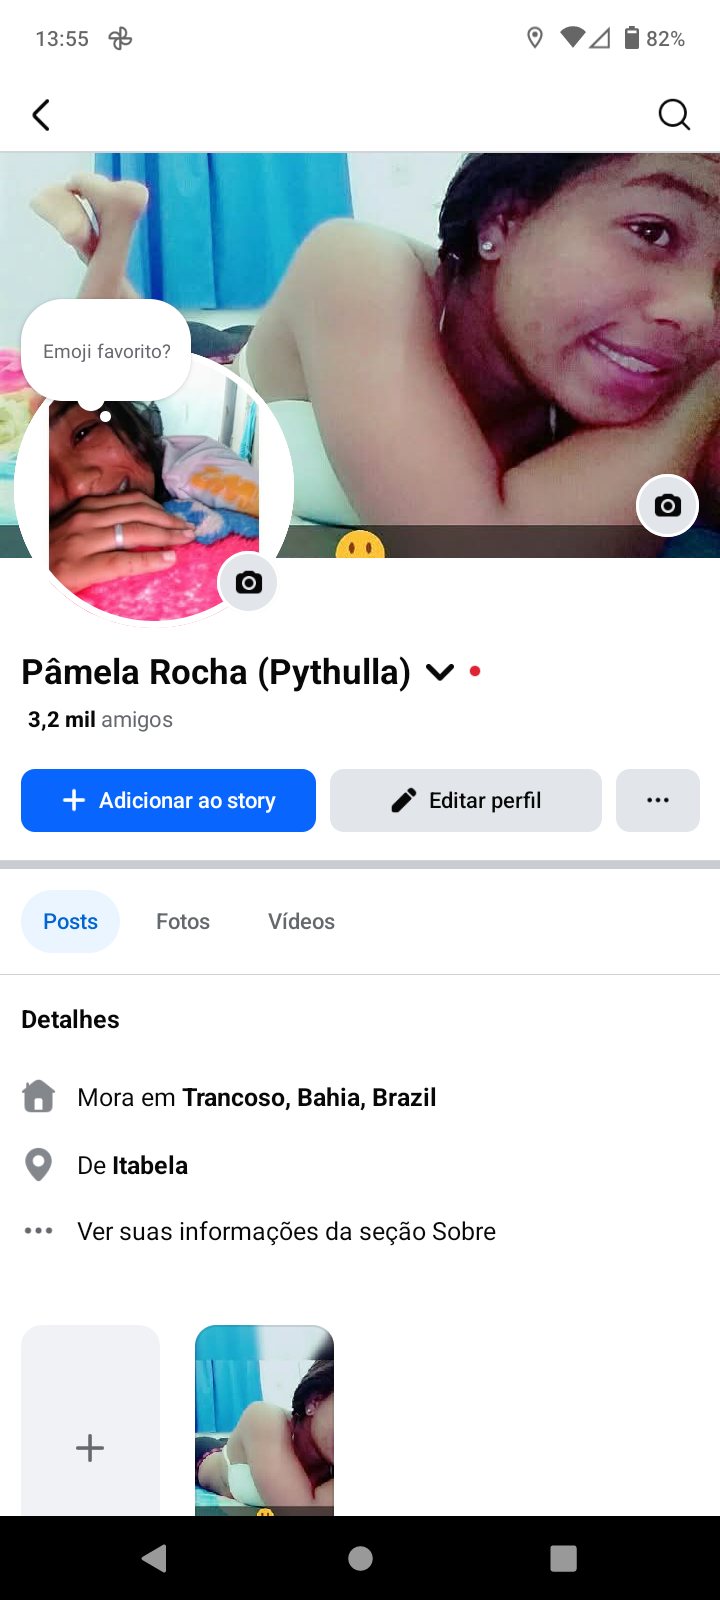 13:55
82%
Emoji favorito?
Pâmela Rocha (Pythulla)
3,2 mil amigos
Adicionar ao story
Editar perfil
Posts
Fotos
Vídeos
Detalhes
Mora em Trancoso, Bahia, Brazil
De Itabela
Ver suas informações da seção Sobre